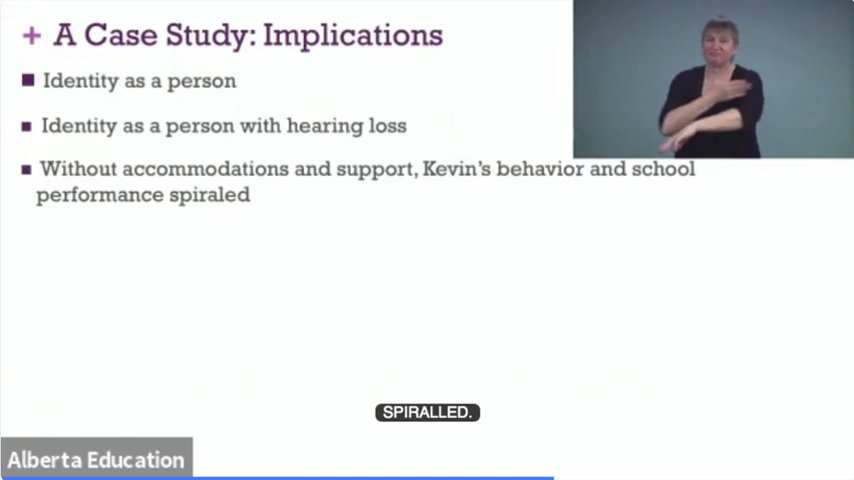 + A Case Study: Implications
Identity as a person
Identity as a person with hearing loss
Without accommodations and support, Kevin's behavior and school
performance spiraled
SPIRALLED.
Alberta Education